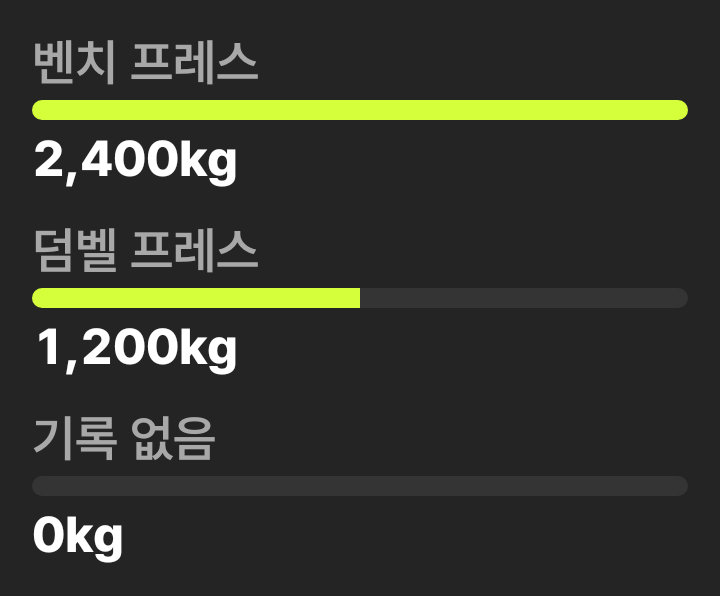 벤치 프레스
2,400kg
덤벨 프레스
1,200kg
기록 없음
0kg